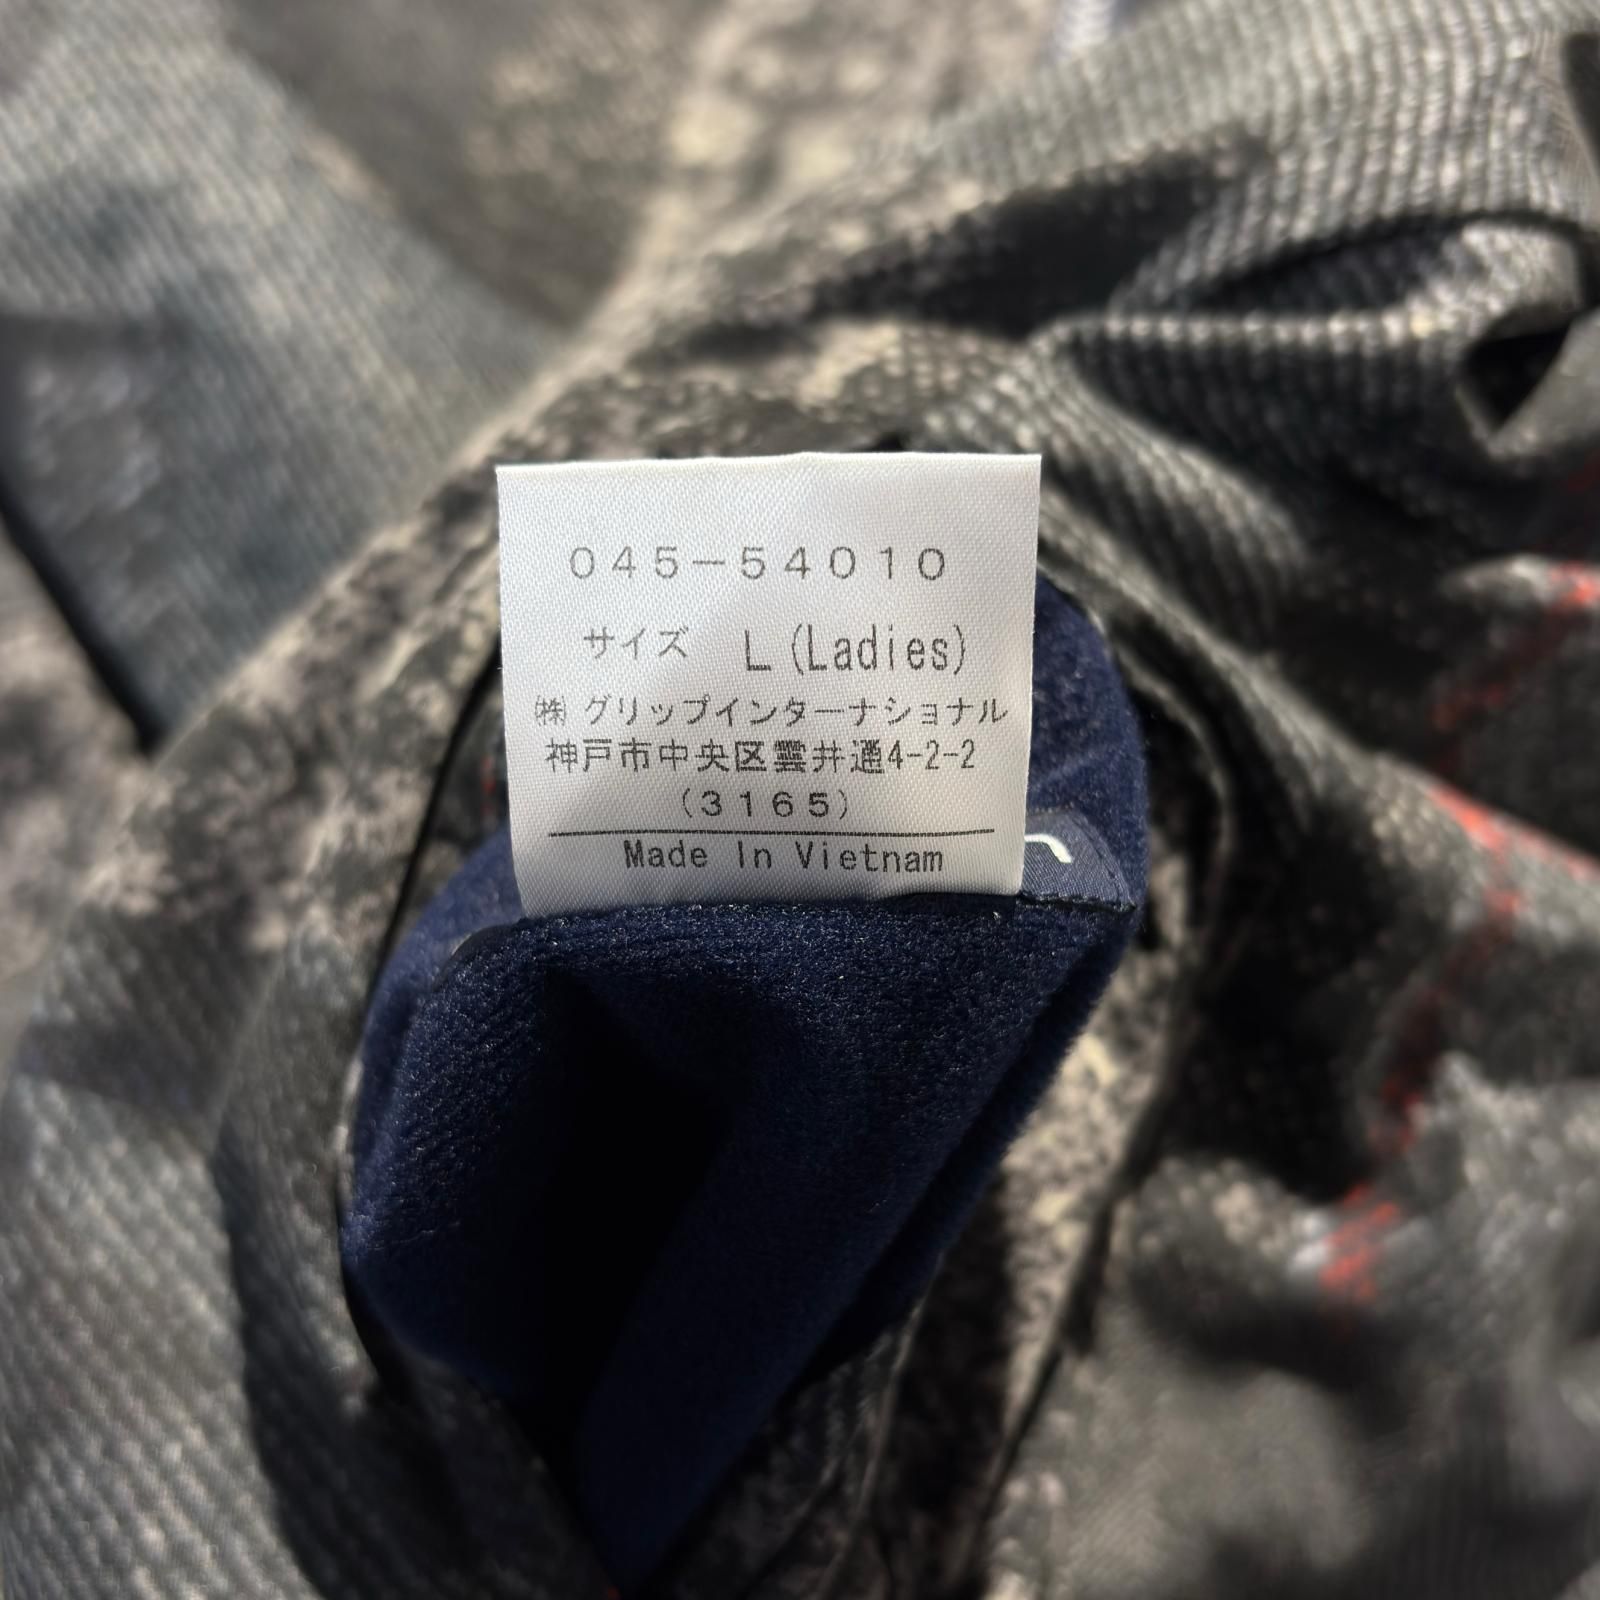 045-54010
サイズ L(Ladies)
㈱グリップインターナショナル
神戸市中央区雲井通4-2-2
(3165)
Made In Vietnam